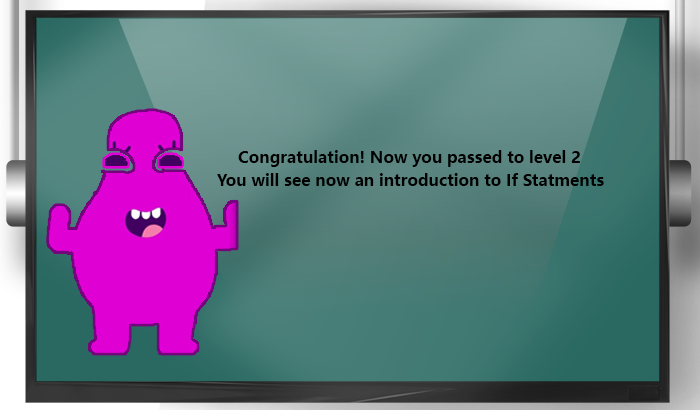 Congratulation! Now you passed to level 2
You will see now an introduction to If Statments